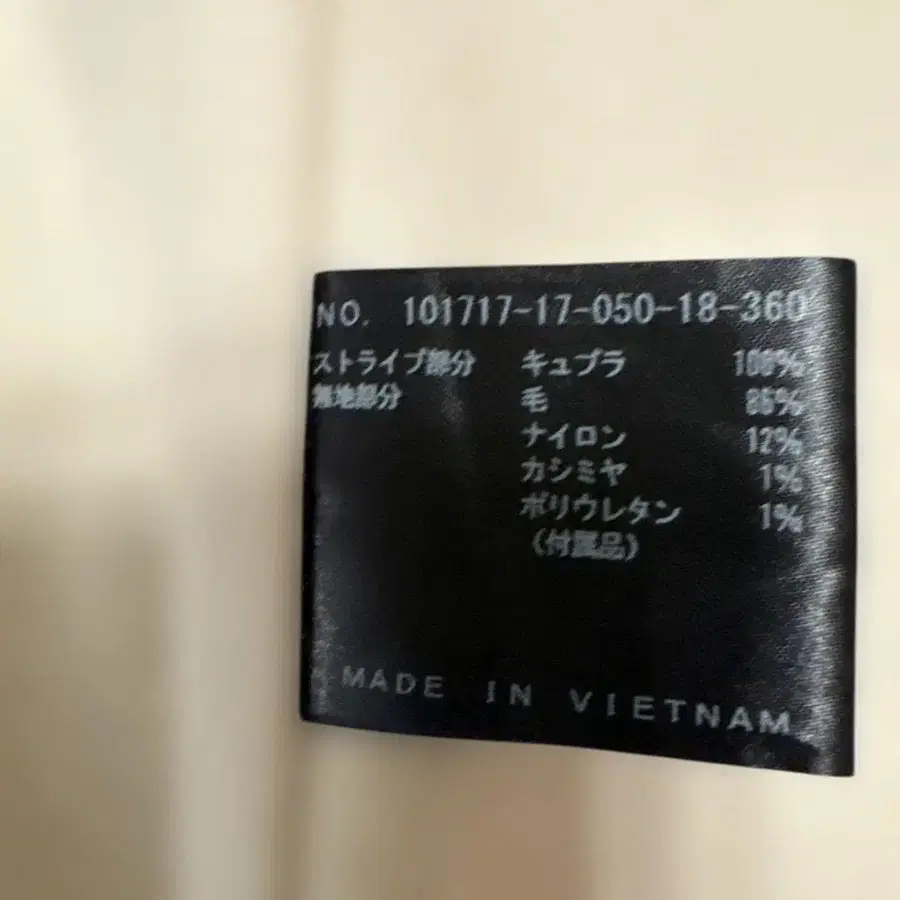 NO. 101717-17-050-18-360
ストライプ部分 キュプラ 100%
無地部分 毛 86%
ナイロン 12%
カシミヤ 1%
ポリウレタン 1%
(付属品)
MADE IN VIETNAM